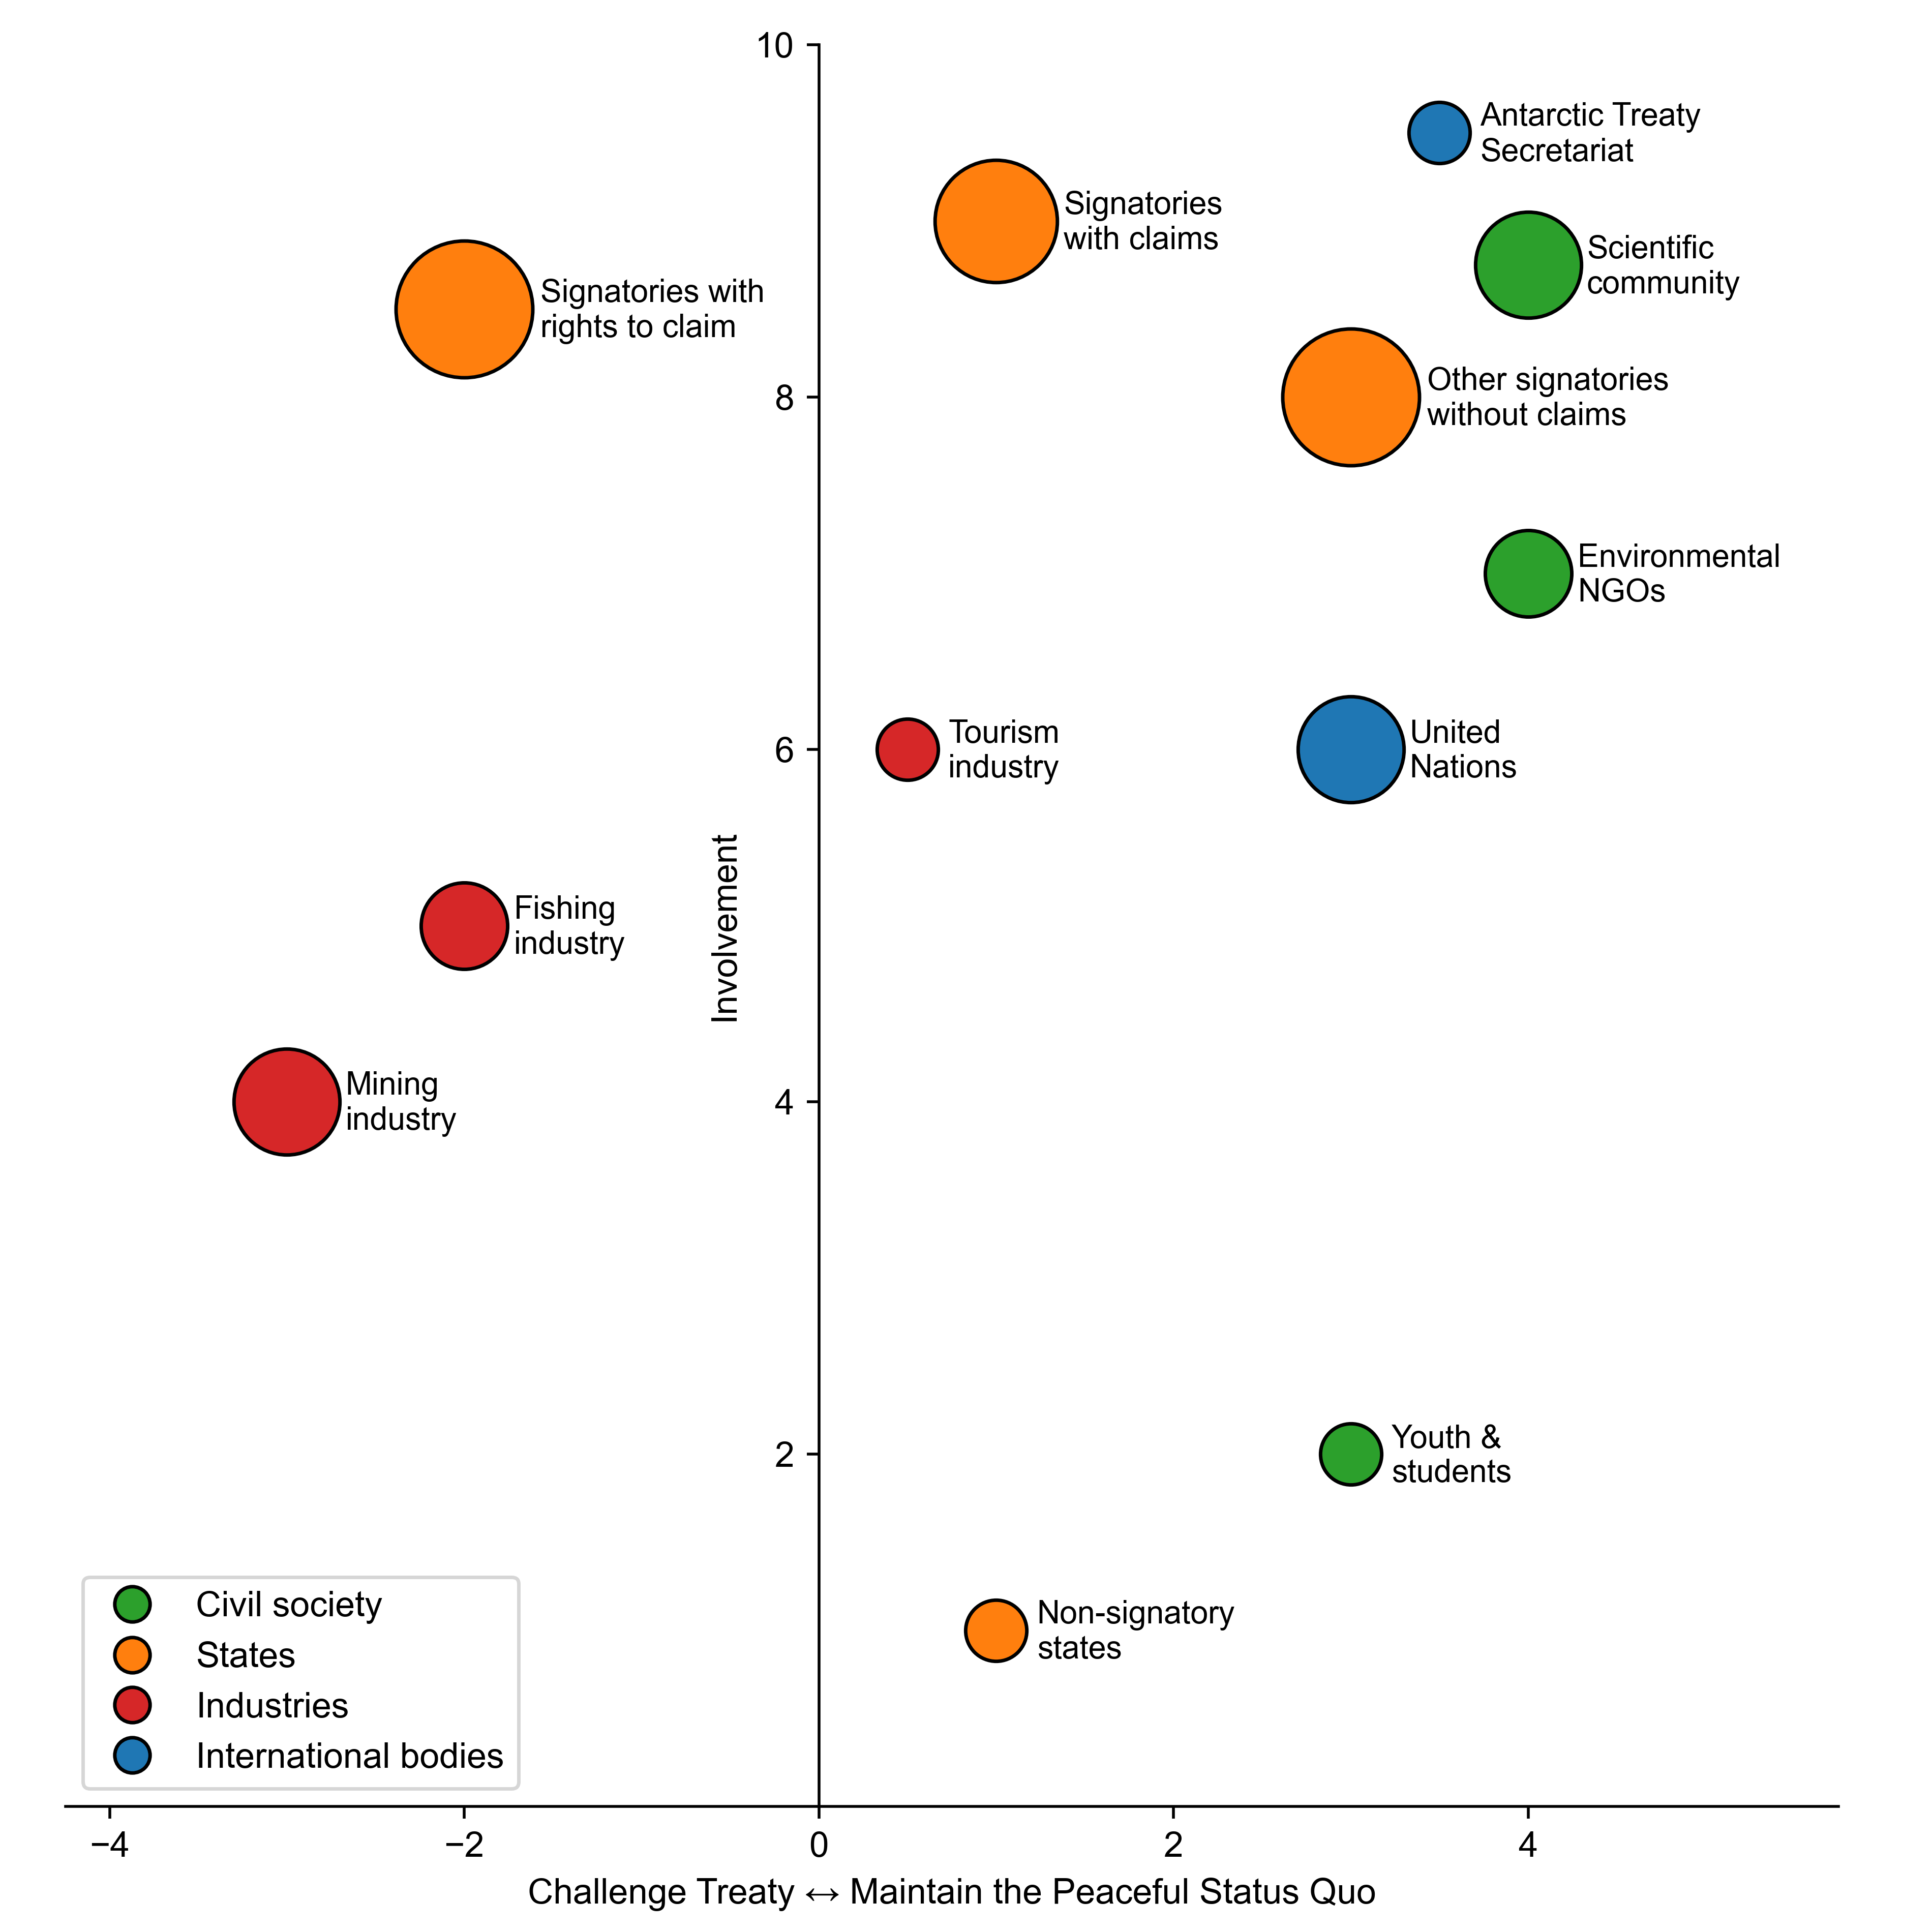 10
Antarctic Treaty
Secretariat
Signatories
with claims
Scientific
community
Signatories with
rights to claim
8
Other signatories
without claims
Environmental
NGOs
6
Tourism
industry
United
Nations
Involvement
Fishing
industry
4
Mining
industry
2
Youth &
students
Non-signatory
states
Civil society
States
Industries
International bodies
−4 −2 0 2 4
Challenge Treaty ↔ Maintain the Peaceful Status Quo